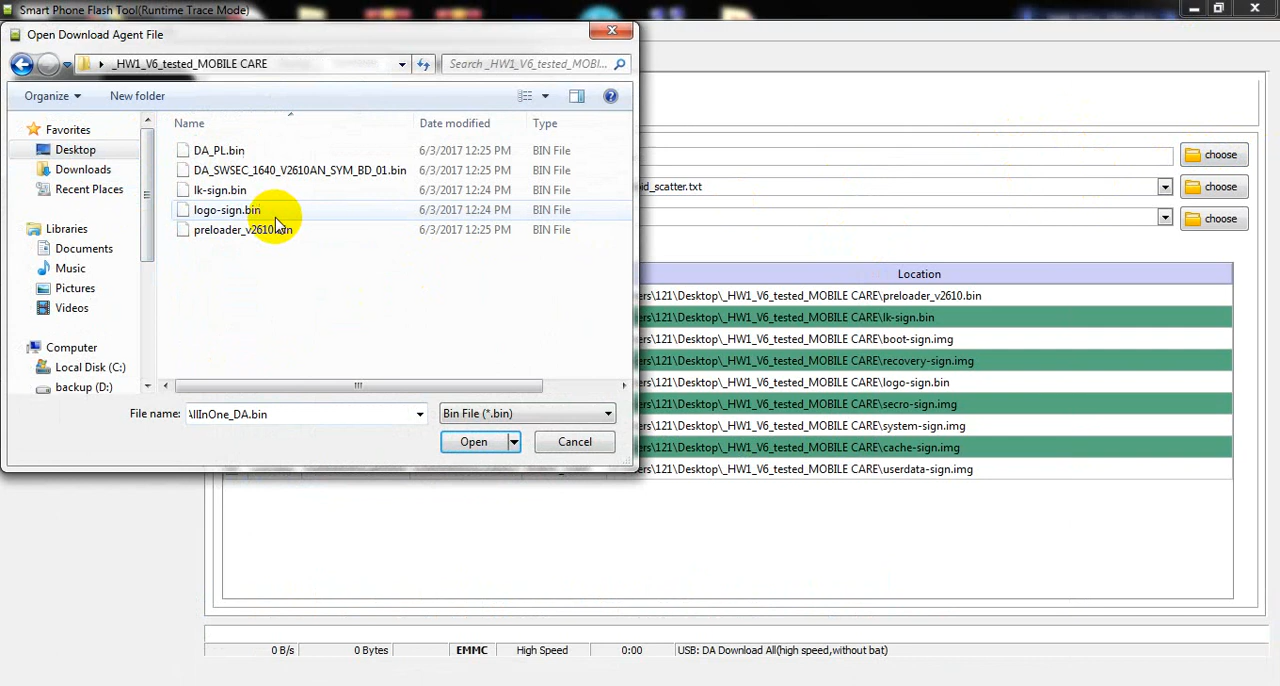 Smart Phone Flash Tool(Runtime Trace Mode)
Open Download Agent File
_HW1_V6_tested_MOBILE CARE
Search _HW1_V6_tested_MOBI...
Organize
New folder
Name
Date modified
Type
Favorites
Desktop
Downloads
Recent Places
Libraries
Documents
Music
Pictures
Videos
Computer
Local Disk (C:)
backup (D:)
DA_PL.bin 6/3/2017 12:25 PM BIN File
DA_SWSEC_1640_V2610AN_SYM_BD_01.bin 6/3/2017 12:25 PM BIN File
lk-sign.bin 6/3/2017 12:24 PM BIN File
logo-sign.bin 6/3/2017 12:24 PM BIN File
preloader_v2610.bin 6/3/2017 12:25 PM BIN File
File name: \llInOne_DA.bin Bin File (*.bin)
Open Cancel
choose
id_scatter.txt choose
choose
Location
ers\121\Desktop\_HW1_V6_tested_MOBILE CARE\preloader_v2610.bin
ers\121\Desktop\_HW1_V6_tested_MOBILE CARE\lk-sign.bin
ers\121\Desktop\_HW1_V6_tested_MOBILE CARE\boot-sign.img
ers\121\Desktop\_HW1_V6_tested_MOBILE CARE\recovery-sign.img
ers\121\Desktop\_HW1_V6_tested_MOBILE CARE\logo-sign.bin
ers\121\Desktop\_HW1_V6_tested_MOBILE CARE\secro-sign.img
ers\121\Desktop\_HW1_V6_tested_MOBILE CARE\system-sign.img
ers\121\Desktop\_HW1_V6_tested_MOBILE CARE\cache-sign.img
ers\121\Desktop\_HW1_V6_tested_MOBILE CARE\userdata-sign.img
0 B/s 0 Bytes EMMC High Speed 0:00 USB: DA Download All(high speed,without bat)